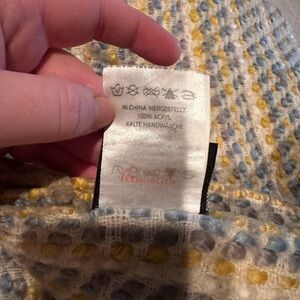 IN CHINA HERGESTELLT
100% ACRYL
KALTE HANDWÄSCHE